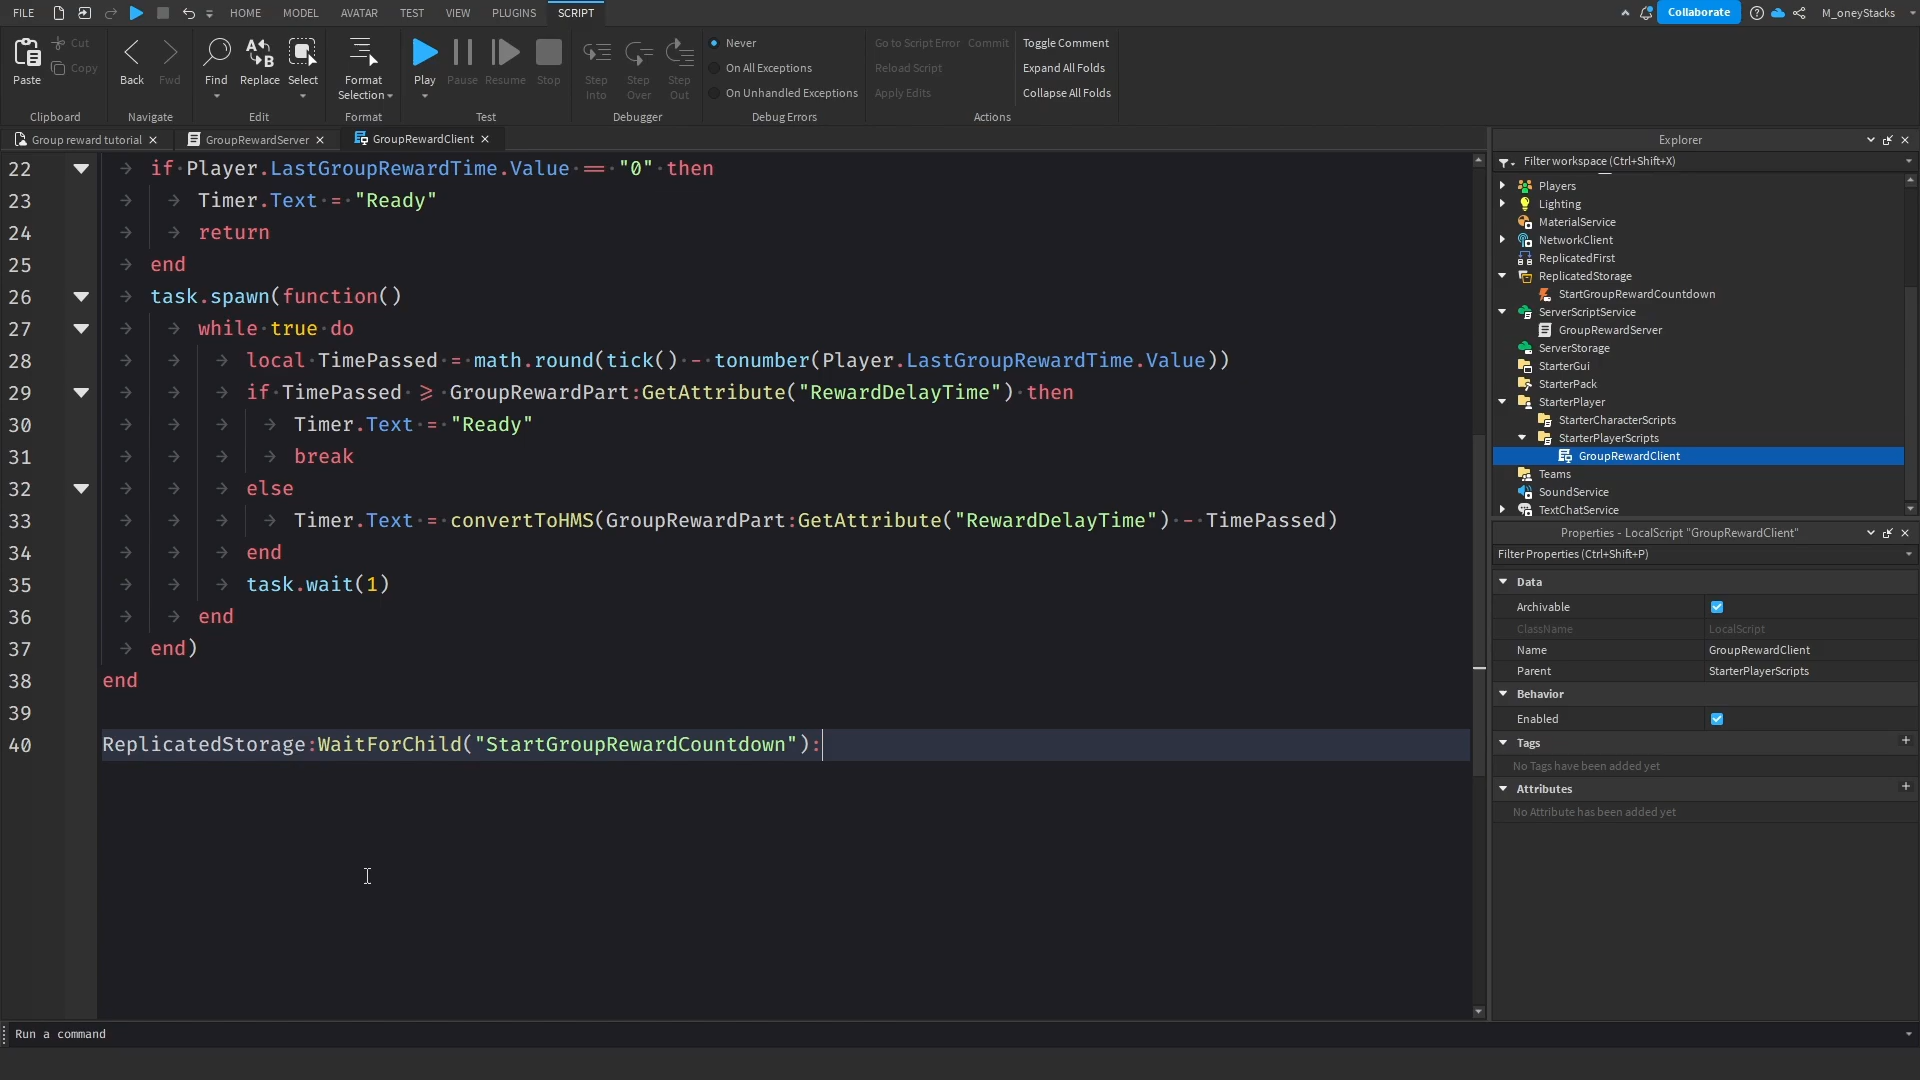 FILE HOME MODEL AVATAR TEST VIEW PLUGINS SCRIPT Collaborate M_oneyStacks
Paste Cut Copy Back Fwd Find Replace Select Format Selection Play Pause Resume Stop Step Into Step Over Step Out
Never
On All Exceptions
On Unhandled Exceptions
Go to Script Error Commit
Reload Script
Apply Edits
Toggle Comment
Expand All Folds
Collapse All Folds
Clipboard Navigate Edit Format Test Debugger Debug Errors Actions
Group reward tutorial GroupRewardServer GroupRewardClient
22 if Player.LastGroupRewardTime.Value == "0" then
23 Timer.Text = "Ready"
24 return
25 end
26 task.spawn(function()
27 while true do
28 local TimePassed = math.round(tick() - tonumber(Player.LastGroupRewardTime.Value))
29 if TimePassed >= GroupRewardPart:GetAttribute("RewardDelayTime") then
30 Timer.Text = "Ready"
31 break
32 else
33 Timer.Text = convertToHMS(GroupRewardPart:GetAttribute("RewardDelayTime") - TimePassed)
34 end
35 task.wait(1)
36 end
37 end)
38 end
39
40 ReplicatedStorage:WaitForChild("StartGroupRewardCountdown"):
Run a command
Explorer
Filter workspace (Ctrl+Shift+X)
Players
Lighting
MaterialService
NetworkClient
ReplicatedFirst
ReplicatedStorage
StartGroupRewardCountdown
ServerScriptService
GroupRewardServer
ServerStorage
StarterGui
StarterPack
StarterPlayer
StarterCharacterScripts
StarterPlayerScripts
GroupRewardClient
Teams
SoundService
TextChatService
Properties - LocalScript "GroupRewardClient"
Filter Properties (Ctrl+Shift+P)
Data
Archivable
ClassName LocalScript
Name GroupRewardClient
Parent StarterPlayerScripts
Behavior
Enabled
Tags
No Tags have been added yet
Attributes
No Attribute has been added yet